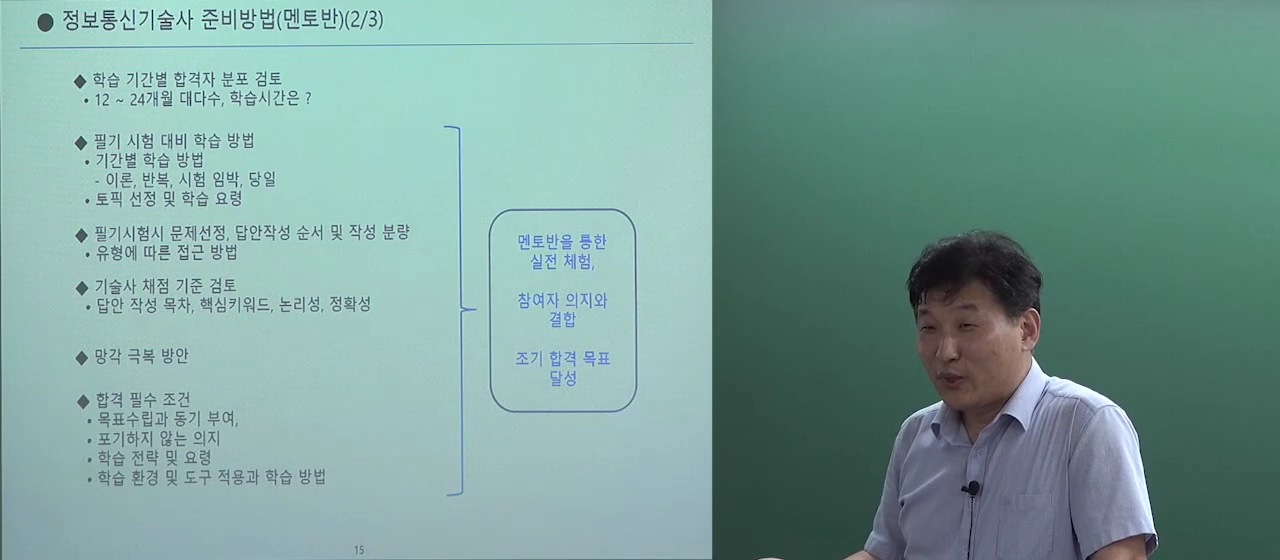 ● 정보통신기술사 준비방법(멘토반)(2/3)
◆ 학습 기간별 합격자 분포 검토
• 12 ~ 24개월 대다수, 학습시간은 ?
◆ 필기 시험 대비 학습 방법
• 기간별 학습 방법
- 이론, 반복, 시험 임박, 당일
• 토픽 선정 및 학습 요령
◆ 필기시험시 문제선정, 답안작성 순서 및 작성 분량
• 유형에 따른 접근 방법
◆ 기술사 채점 기준 검토
• 답안 작성 목차, 핵심키워드, 논리성, 정확성
◆ 망각 극복 방안
◆ 합격 필수 조건
• 목표수립과 동기 부여,
• 포기하지 않는 의지
• 학습 전략 및 요령
• 학습 환경 및 도구 적용과 학습 방법
멘토반을 통한
실전 체험,
참여자 의지와
결합
조기 합격 목표
달성
15